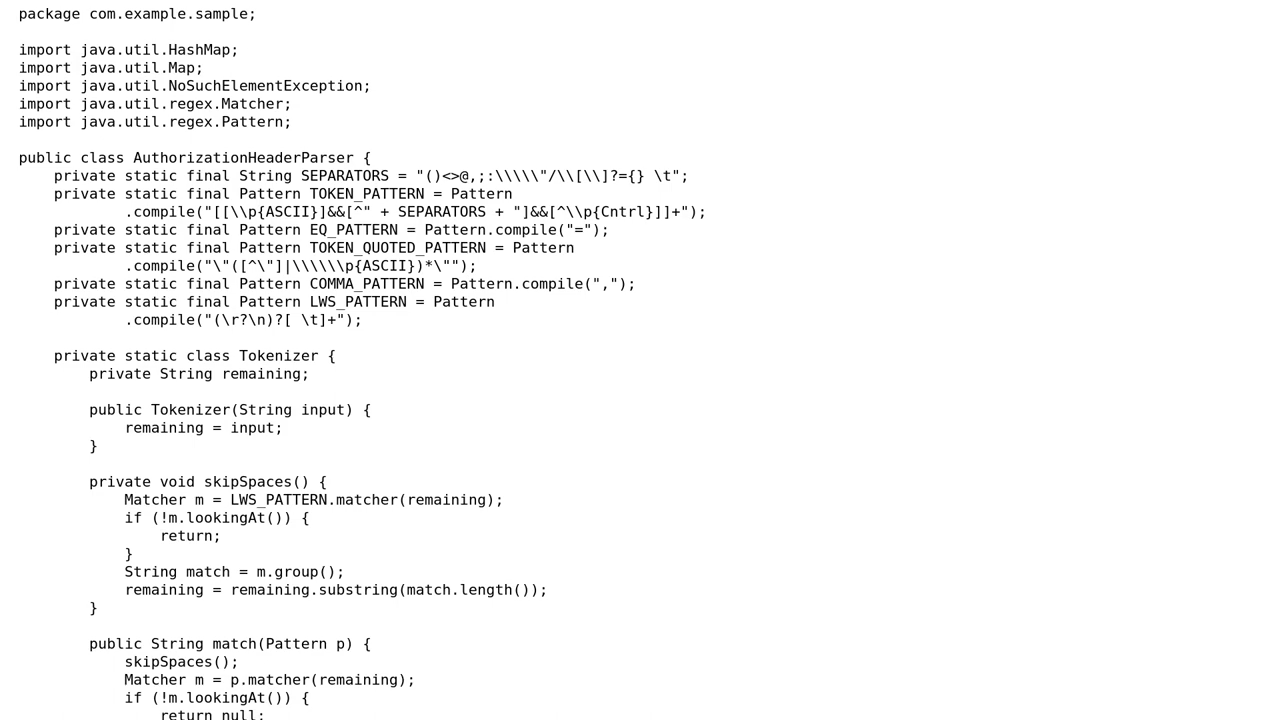 package com.example.sample;

import java.util.HashMap;
import java.util.Map;
import java.util.NoSuchElementException;
import java.util.regex.Matcher;
import java.util.regex.Pattern;

public class AuthorizationHeaderParser {
    private static final String SEPARATORS = "()<>@,;:\\\\\"/\\[\\]?={} \t";
    private static final Pattern TOKEN_PATTERN = Pattern
            .compile("[[\\p{ASCII}]&&[^" + SEPARATORS + "]&&[^\\p{Cntrl}]]+");
    private static final Pattern EQ_PATTERN = Pattern.compile("=");
    private static final Pattern TOKEN_QUOTED_PATTERN = Pattern
            .compile("\"([^\"]|\\\\\\p{ASCII})*\"");
    private static final Pattern COMMA_PATTERN = Pattern.compile(",");
    private static final Pattern LWS_PATTERN = Pattern
            .compile("(\r?\n)?[ \t]+");

    private static class Tokenizer {
        private String remaining;

        public Tokenizer(String input) {
            remaining = input;
        }

        private void skipSpaces() {
            Matcher m = LWS_PATTERN.matcher(remaining);
            if (!m.lookingAt()) {
                return;
            }
            String match = m.group();
            remaining = remaining.substring(match.length());
        }

        public String match(Pattern p) {
            skipSpaces();
            Matcher m = p.matcher(remaining);
            if (!m.lookingAt()) {
                return null;